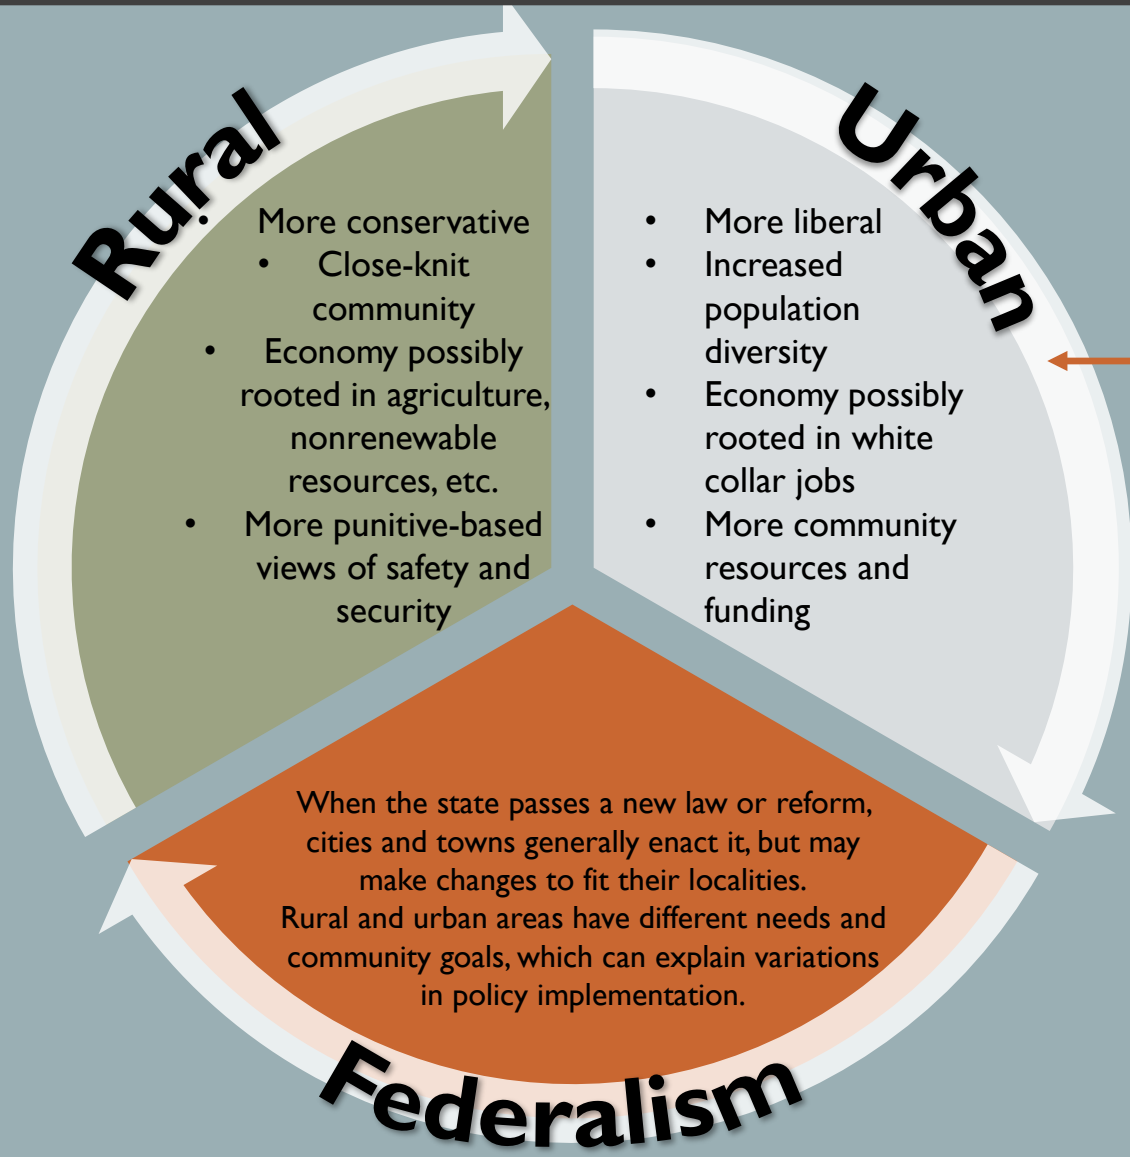 Rural
• More conservative
• Close-knit
community
• Economy possibly
rooted in agriculture,
nonrenewable
resources, etc.
• More punitive-based
views of safety and
security
Urban
• More liberal
• Increased
population
diversity
• Economy possibly
rooted in white
collar jobs
• More community
resources and
funding
When the state passes a new law or reform,
cities and towns generally enact it, but may
make changes to fit their localities.
Rural and urban areas have different needs and
community goals, which can explain variations
in policy implementation.
Federalism